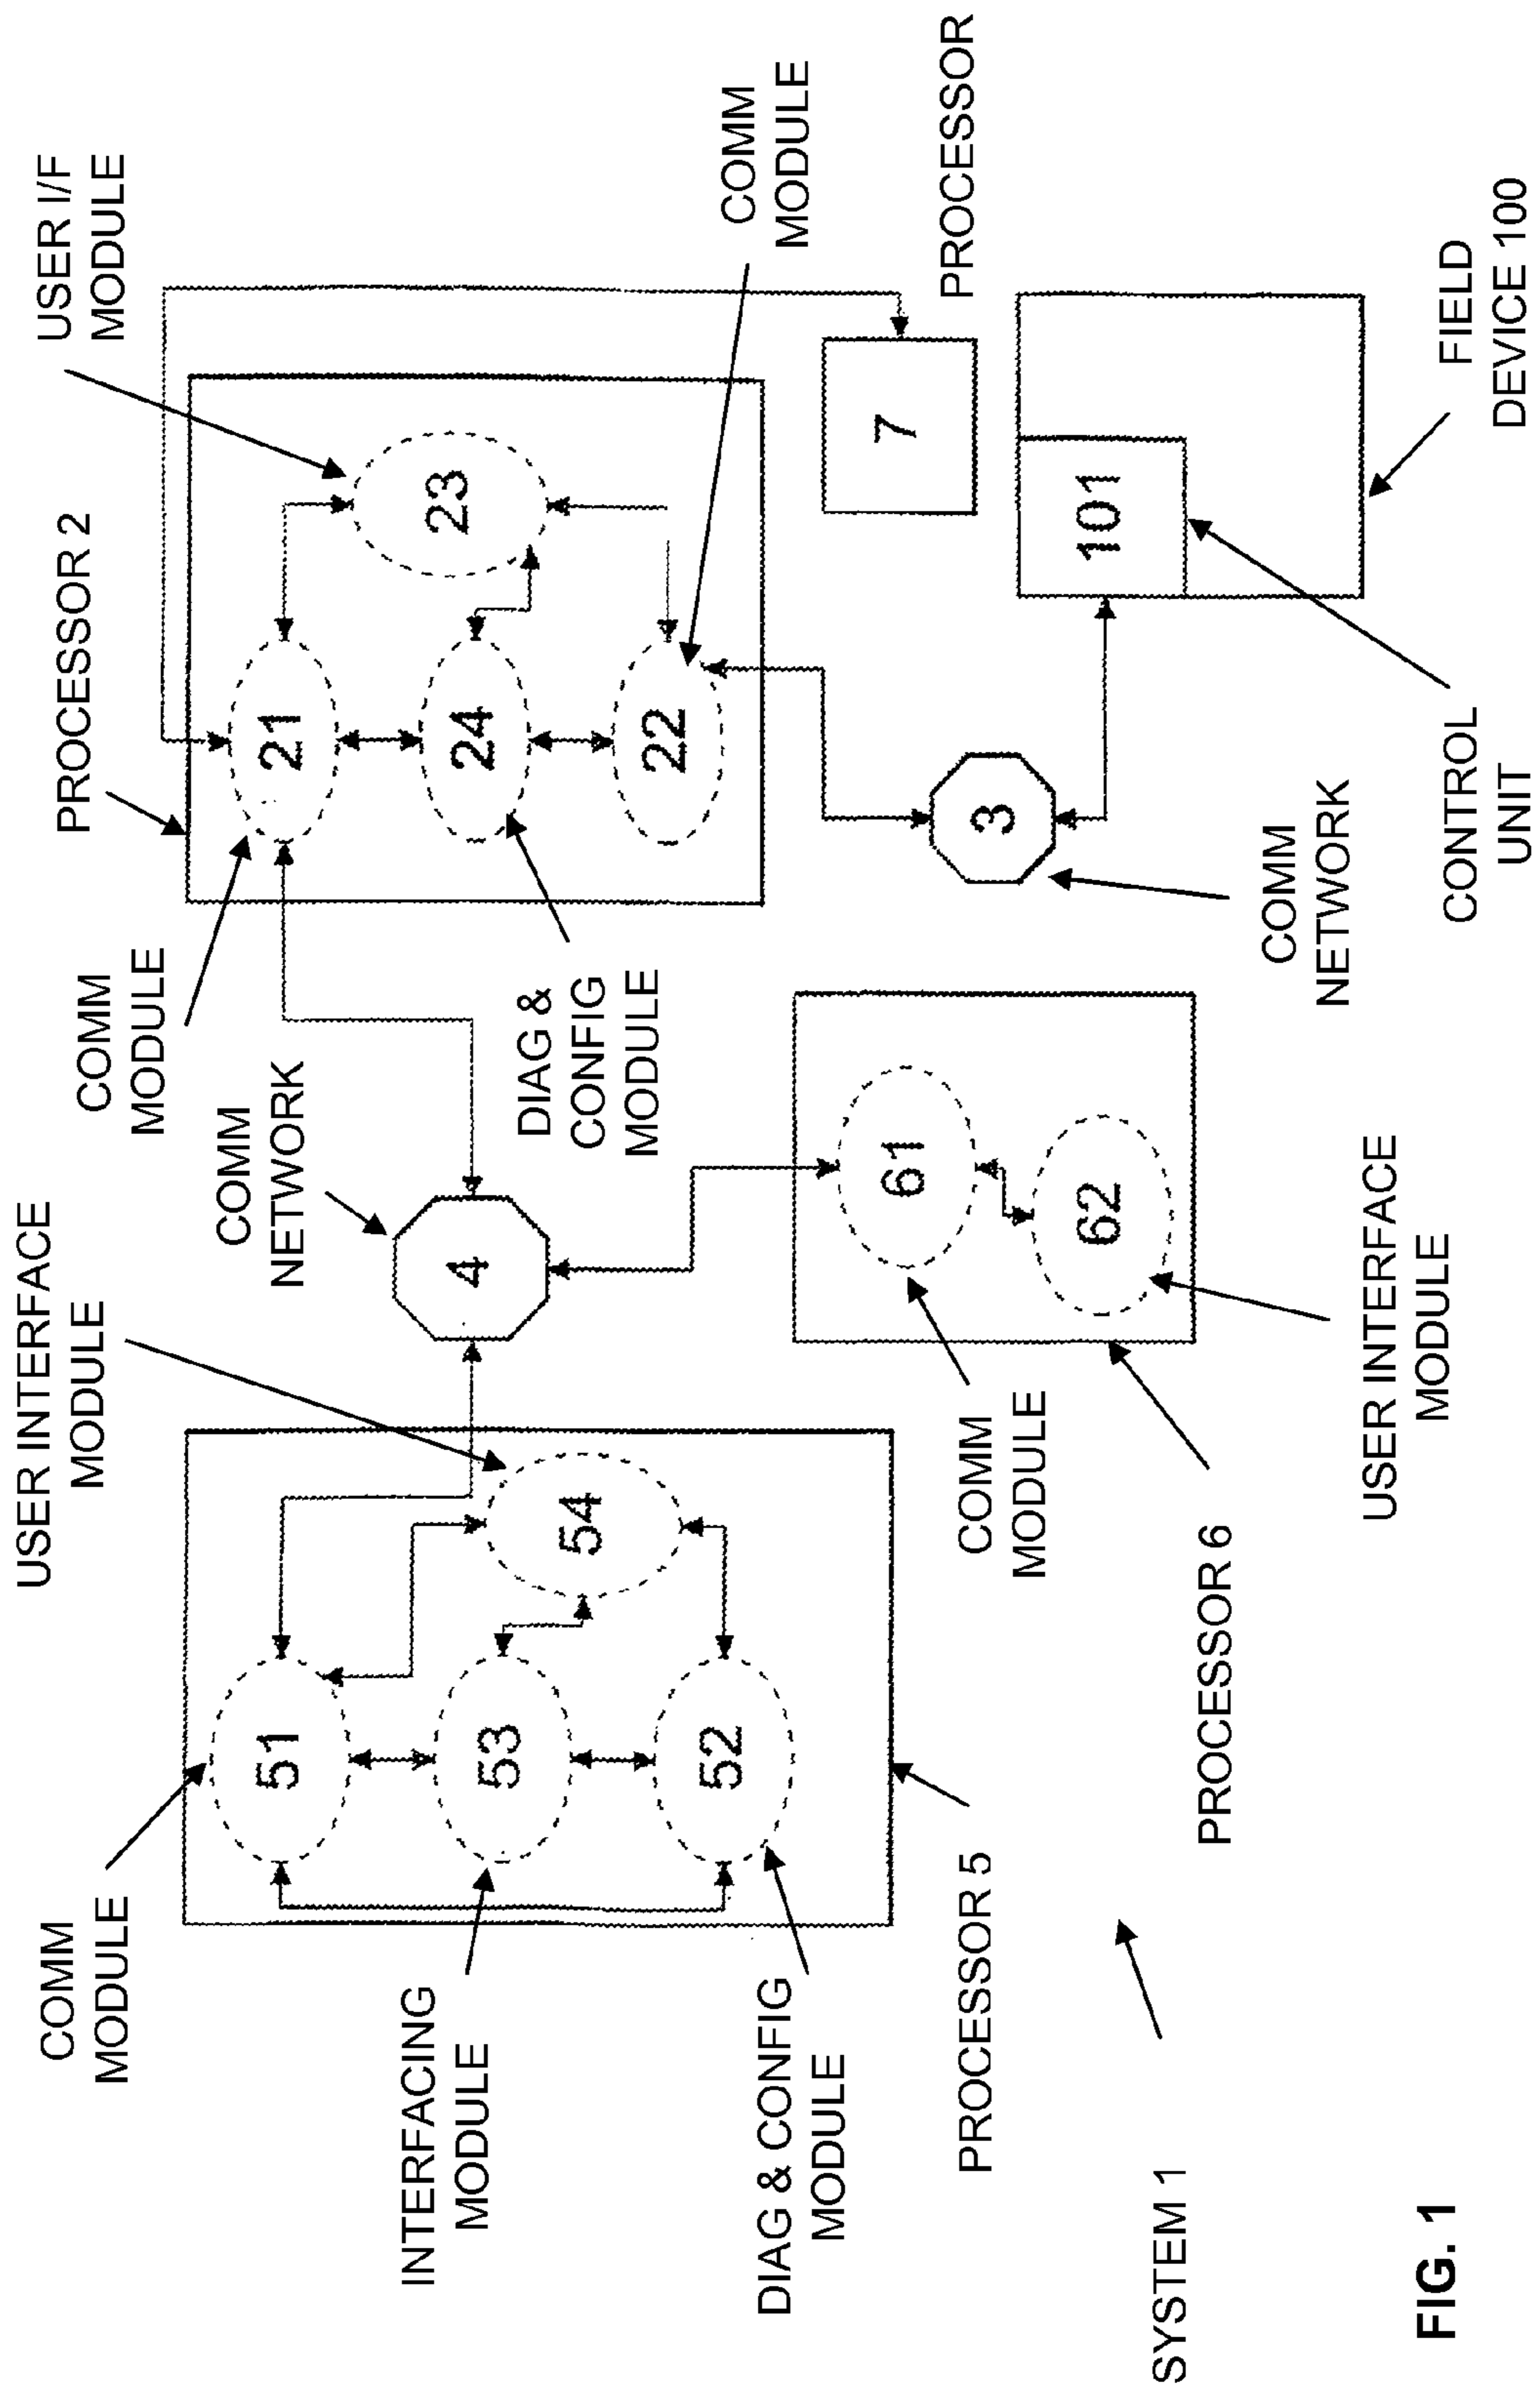 COMM
MODULE
USER INTERFACE
MODULE
COMM
NETWORK
COMM
MODULE
PROCESSOR 2
USER I/F
MODULE
51
53
52
54
4
21
24
22
23
INTERFACING
MODULE
DIAG & CONFIG
MODULE
DIAG &
CONFIG
MODULE
COMM
MODULE
PROCESSOR 5
COMM
MODULE
61
62
7
PROCESSOR
3
101
PROCESSOR 6
USER INTERFACE
MODULE
COMM
NETWORK
CONTROL
UNIT
FIELD
DEVICE 100
SYSTEM 1
FIG. 1